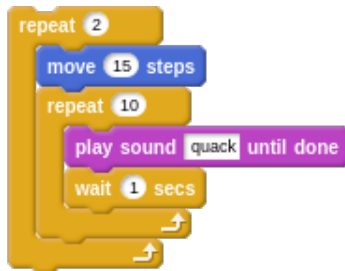 repeat 2
move 15 steps
repeat 10
play sound quack until done
wait 1 secs